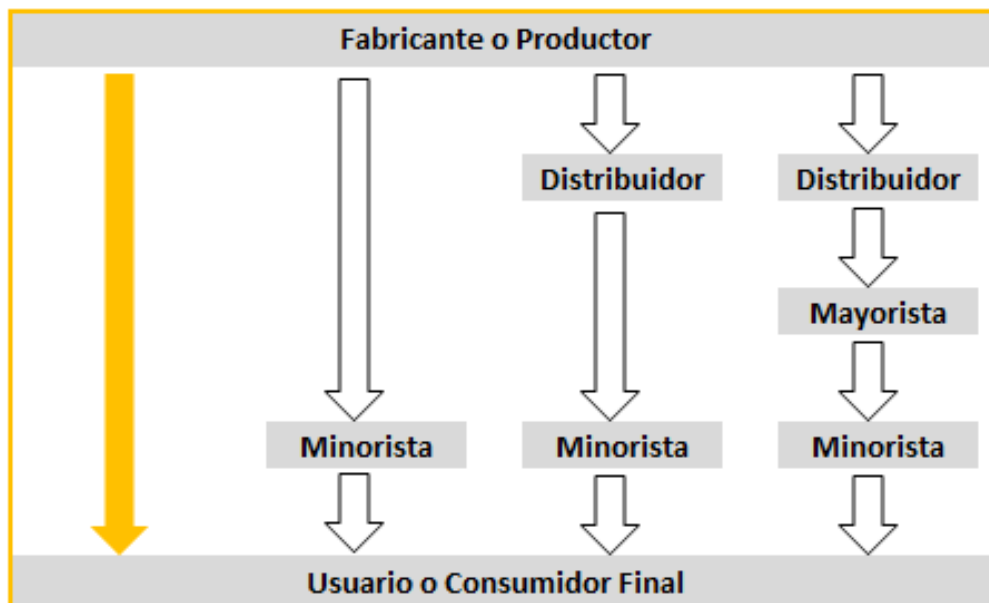 Fabricante o Productor
Distribuidor
Distribuidor
Mayorista
Minorista
Minorista
Minorista
Usuario o Consumidor Final